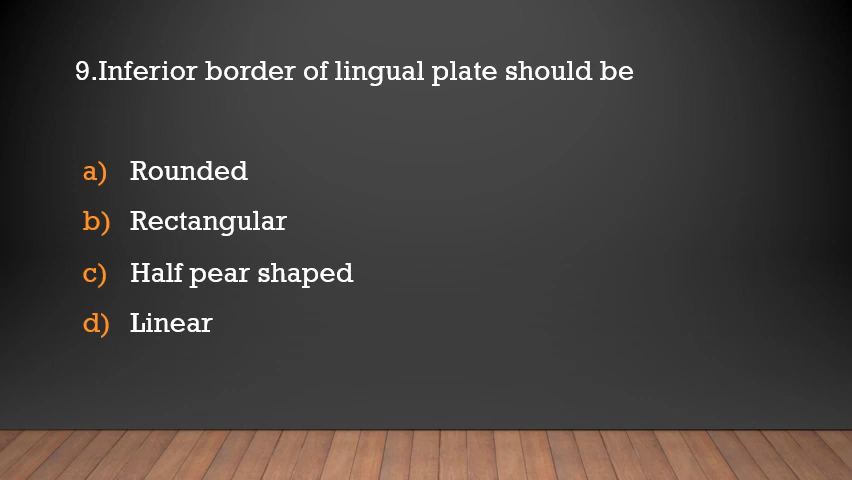 9.Inferior border of lingual plate should be
a) Rounded
b) Rectangular
c) Half pear shaped
d) Linear